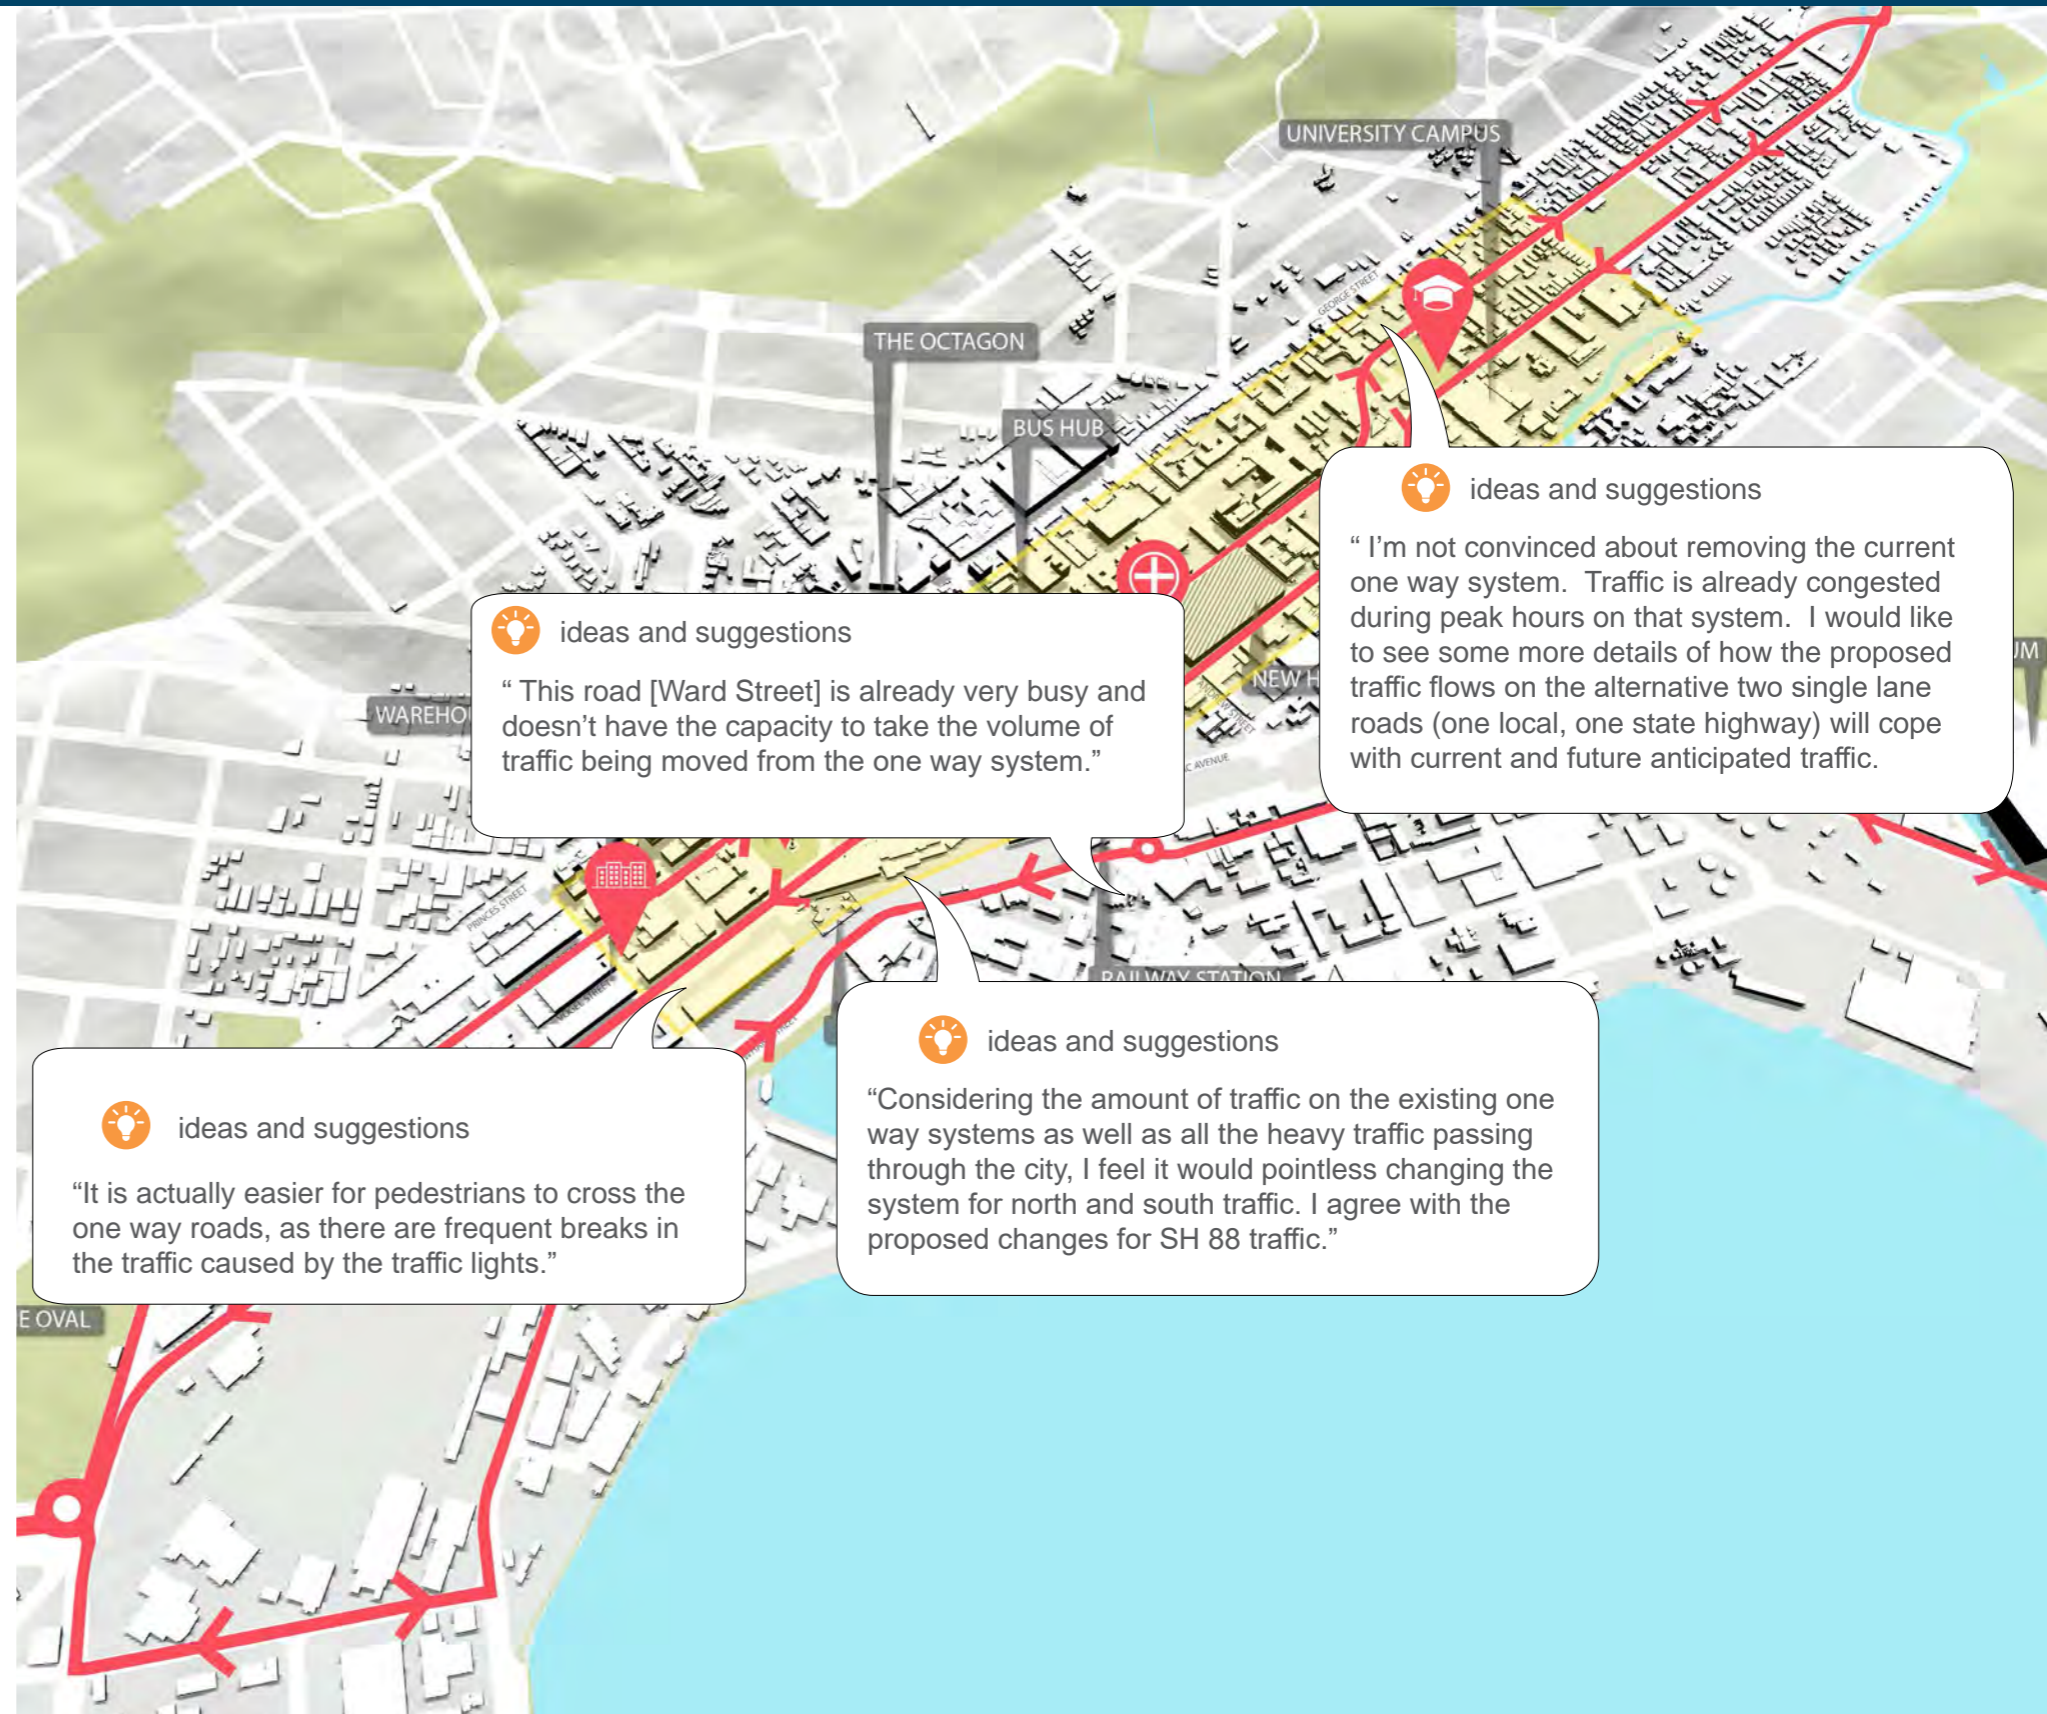 UNIVERSITY CAMPUS
GEORGE STREET
THE OCTAGON
BUS HUB
ideas and suggestions
“ I’m not convinced about removing the current
one way system.  Traffic is already congested
during peak hours on that system.  I would like
to see some more details of how the proposed
traffic flows on the alternative two single lane
roads (one local, one state highway) will cope
with current and future anticipated traffic.
ideas and suggestions
“ This road [Ward Street] is already very busy and
doesn’t have the capacity to take the volume of
traffic being moved from the one way system.”
NEW H
UM
WAREHO
STREET
AVENUE
PRINCES STREET
RAILWAY STATION
ideas and suggestions
“Considering the amount of traffic on the existing one
way systems as well as all the heavy traffic passing
through the city, I feel it would pointless changing the
system for north and south traffic. I agree with the
proposed changes for SH 88 traffic.”
ideas and suggestions
“It is actually easier for pedestrians to cross the
one way roads, as there are frequent breaks in
the traffic caused by the traffic lights.”
E OVAL